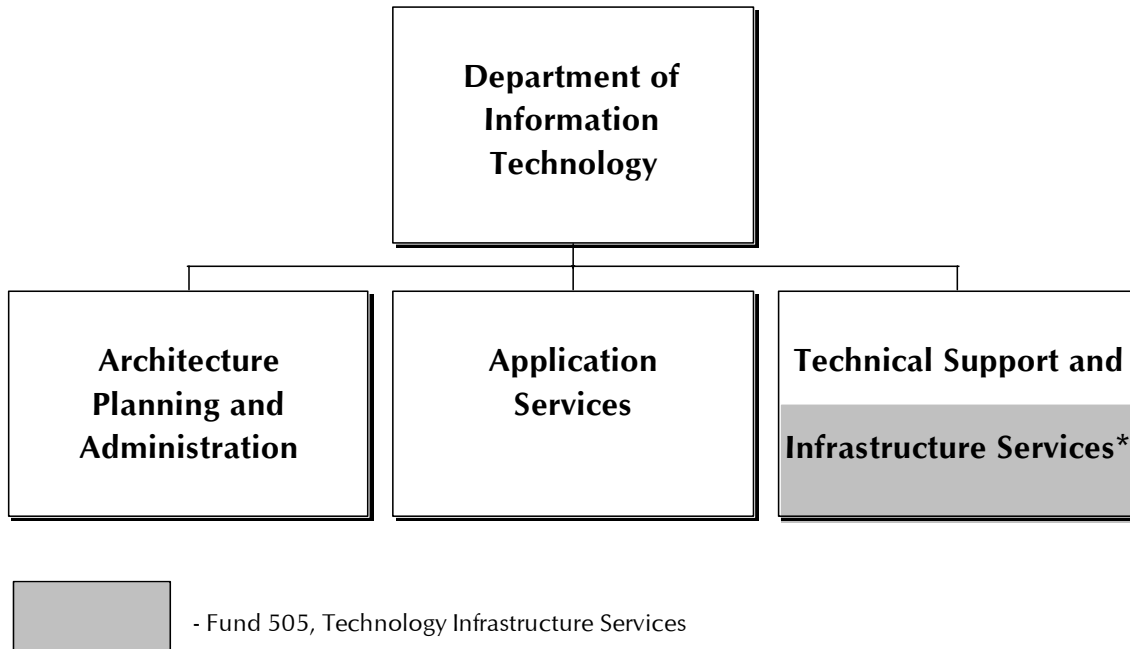 Department of
Information
Technology
Architecture
Planning and
Administration
Application
Services
Technical Support and
Infrastructure Services*
- Fund 505, Technology Infrastructure Services